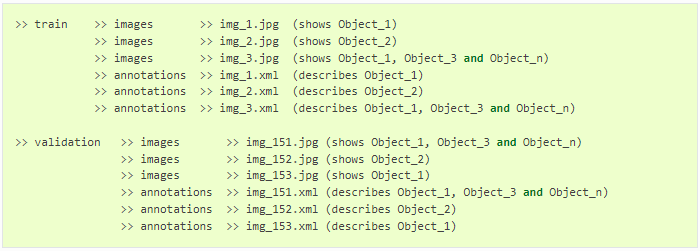 >> train    >> images       >> img_1.jpg  (shows Object_1)
            >> images       >> img_2.jpg  (shows Object_2)
            >> images       >> img_3.jpg  (shows Object_1, Object_3 and Object_n)
            >> annotations  >> img_1.xml  (describes Object_1)
            >> annotations  >> img_2.xml  (describes Object_2)
            >> annotations  >> img_3.xml  (describes Object_1, Object_3 and Object_n)

>> validation   >> images       >> img_151.jpg (shows Object_1, Object_3 and Object_n)
                >> images       >> img_152.jpg (shows Object_2)
                >> images       >> img_153.jpg (shows Object_1)
                >> annotations  >> img_151.xml (describes Object_1, Object_3 and Object_n)
                >> annotations  >> img_152.xml (describes Object_2)
                >> annotations  >> img_153.xml (describes Object_1)